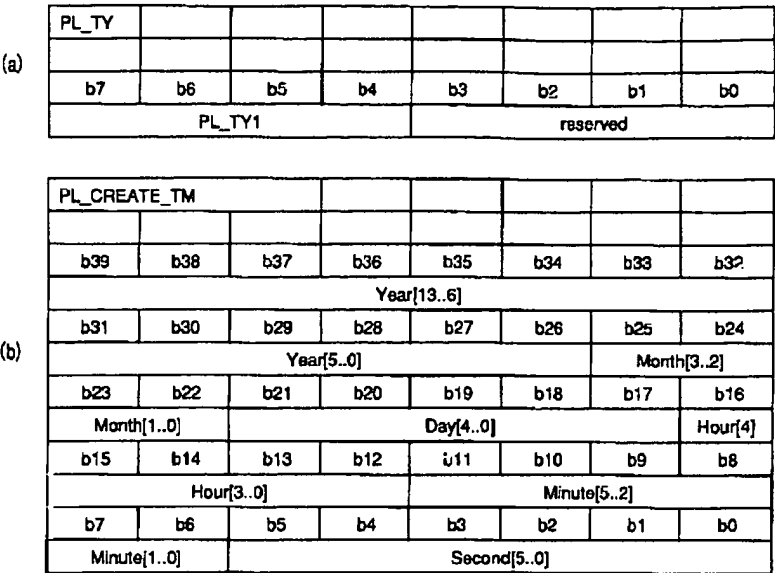 PL_TY
(a)
b7 b6 b5 b4 b3 b2 b1 b0
PL_TY1 reserved
PL_CREATE_TM
b39 b38 b37 b36 b35 b34 b33 b32
Year[13..6]
b31 b30 b29 b28 b27 b26 b25 b24
(b)
Year[5..0] Month[3..2]
b23 b22 b21 b20 b19 b18 b17 b16
Month[1..0] Day[4..0] Hour[4]
b15 b14 b13 b12 b11 b10 b9 b8
Hour[3..0] Minute[5..2]
b7 b6 b5 b4 b3 b2 b1 b0
Minute[1..0] Second[5..0]